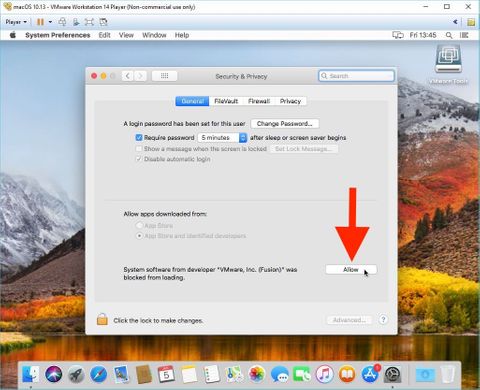 macOS 10.13 - VMware Workstation 14 Player (Non-commercial use only)
Player
System Preferences Edit View Window Help
Fri 13:45
VMware Tools
Security & Privacy
Search
General FileVault Firewall Privacy
A login password has been set for this user Change Password...
Require password 5 minutes after sleep or screen saver begins
Show a message when the screen is locked Set Lock Message...
Disable automatic login
Allow apps downloaded from:
App Store
App Store and identified developers
System software from developer "VMware, Inc. (Fusion)" was Allow
blocked from loading.
Click the lock to make changes.
Advanced... ?
5